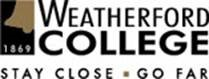 WEATHERFORD
COLLEGE
1869
STAY CLOSE ▪ GO FAR